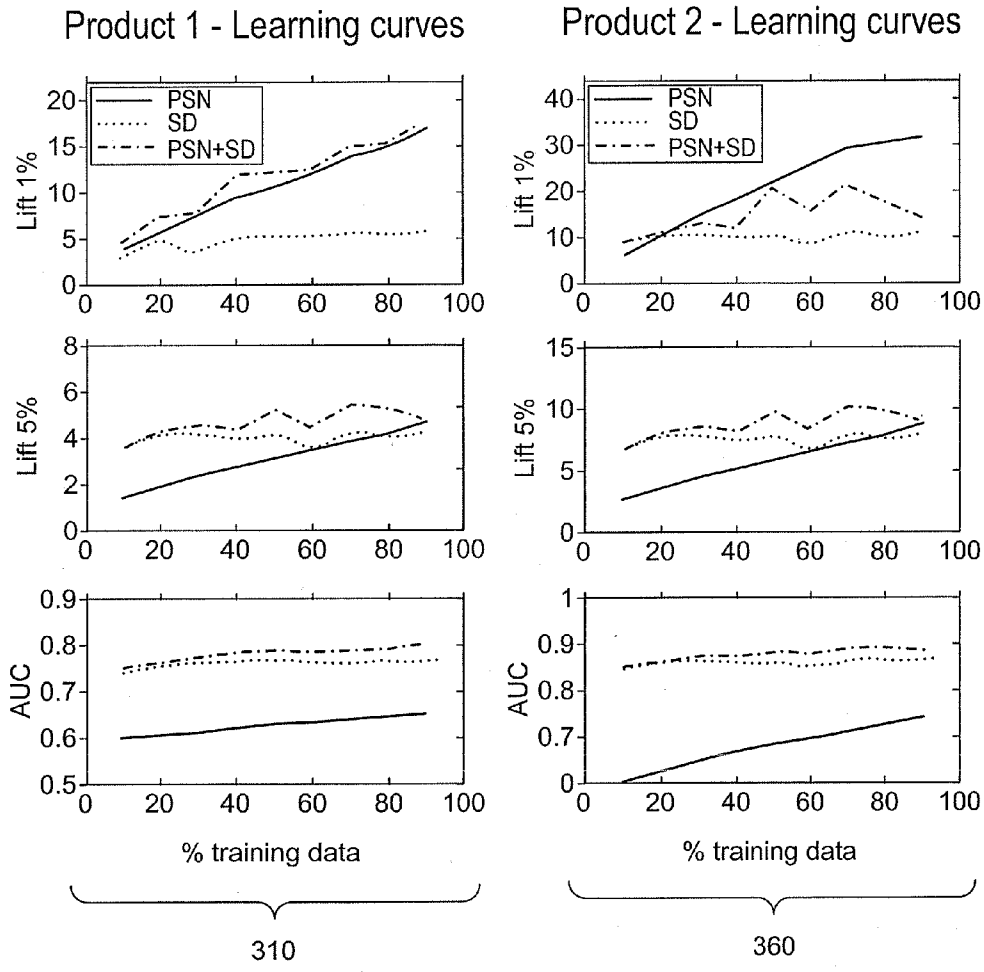 Product 1 - Learning curves
Product 2 - Learning curves
Lift 1%
20
15
10
5
0
PSN
SD
PSN+SD
0 20 40 60 80 100
Lift 1%
40
30
20
10
0
PSN
SD
PSN+SD
0 20 40 60 80 100
Lift 5%
8
6
4
2
0
0 20 40 60 80 100
Lift 5%
15
10
5
0
0 20 40 60 80 100
AUC
0.9
0.8
0.7
0.6
0.5
0 20 40 60 80 100
% training data
310
AUC
1
0.9
0.8
0.7
0
0 20 40 60 80 100
% training data
360